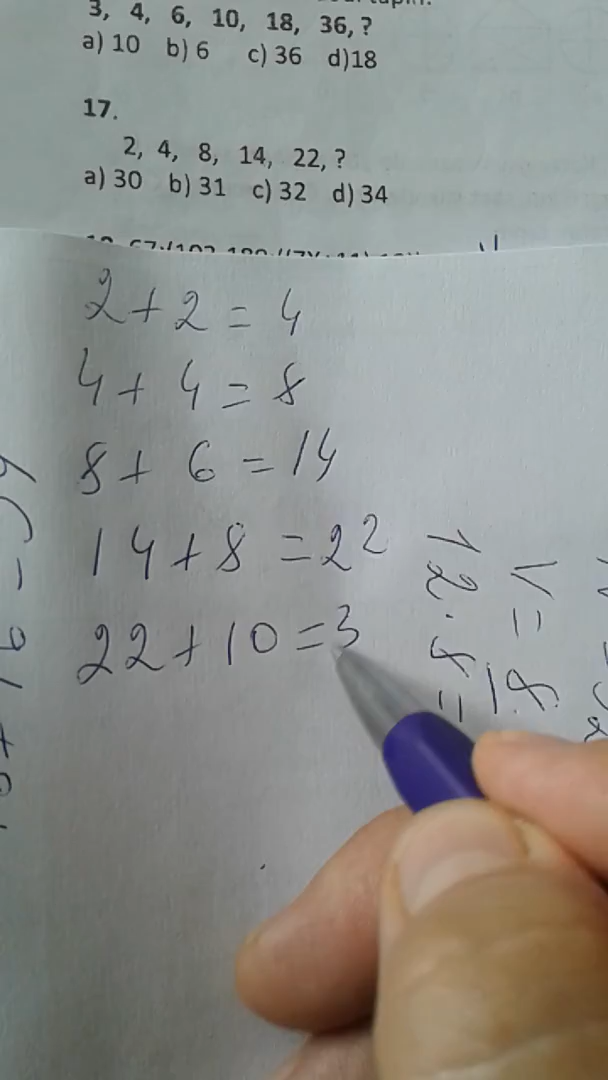 3, 4, 6, 10, 18, 36, ?
a) 10 b) 6 c) 36 d)18
17.
2, 4, 8, 14, 22, ?
a) 30 b) 31 c) 32 d) 34
2 + 2 = 4
4 + 4 = 8
8 + 6 = 14
14 + 8 = 22
22 + 10 = 3